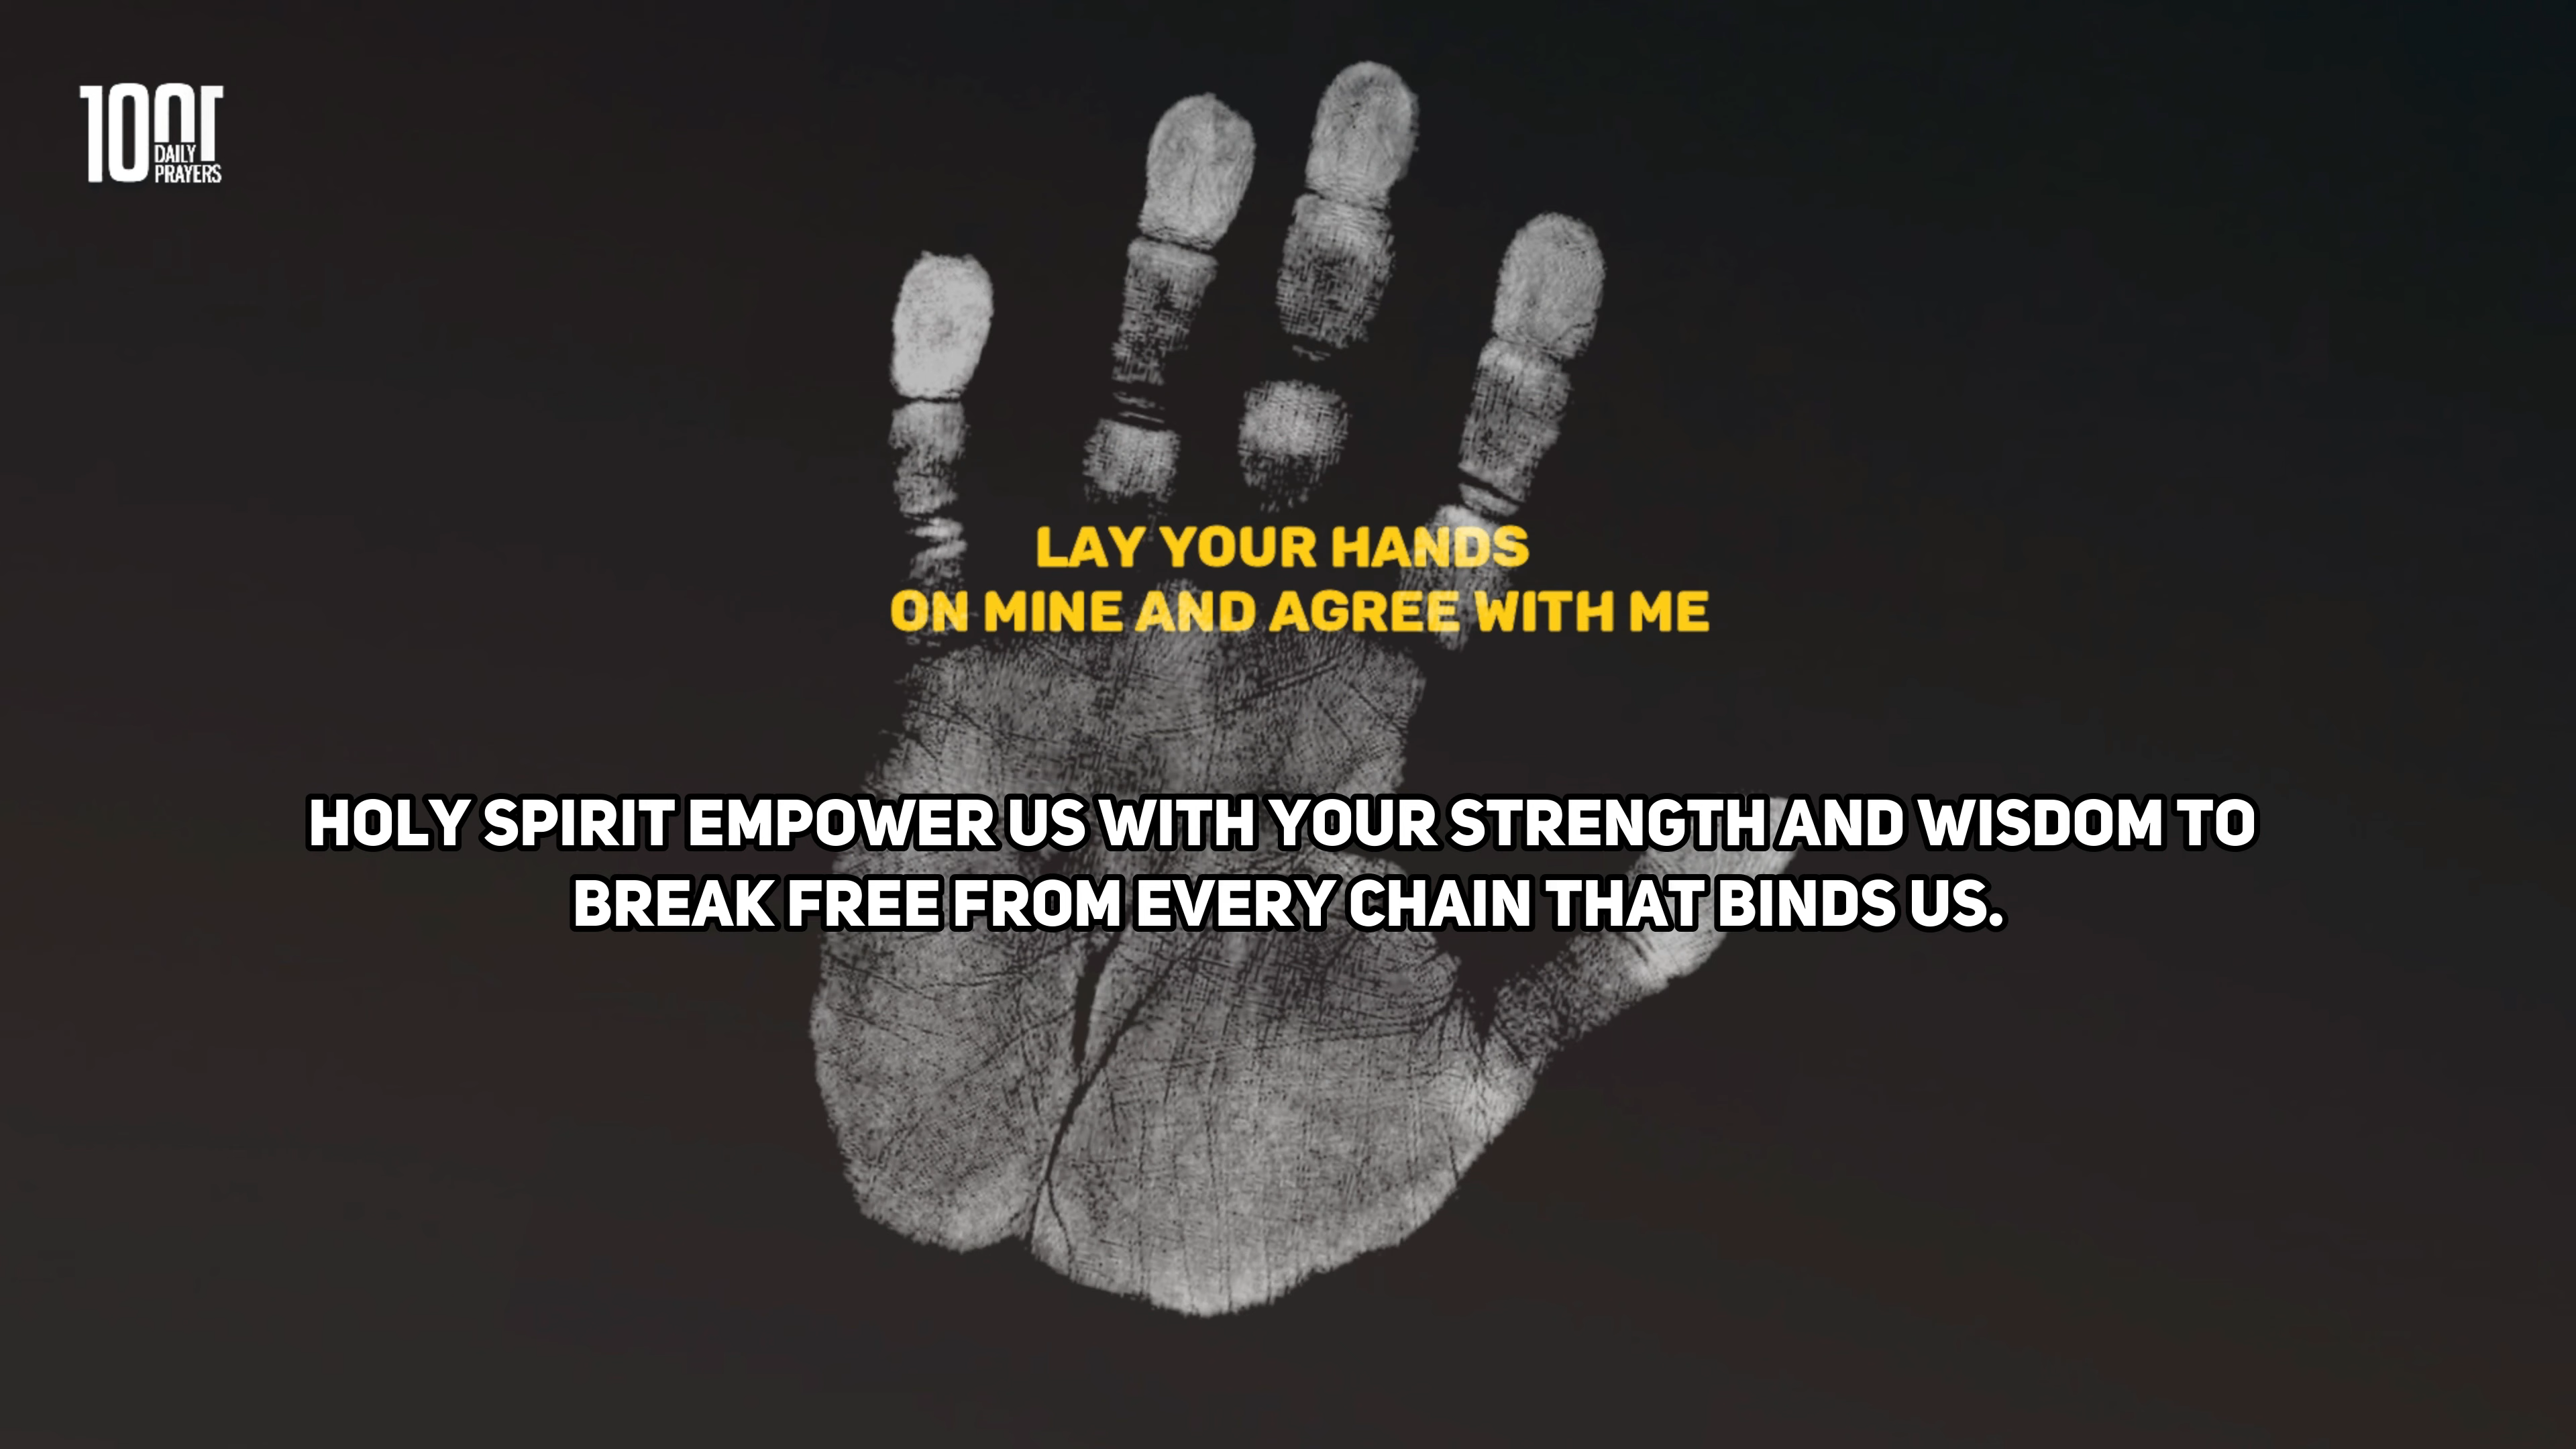 1001
DAILY
PRAYERS
LAY YOUR HANDS
ON MINE AND AGREE WITH ME
HOLY SPIRIT EMPOWER US WITH YOUR STRENGTH AND WISDOM TO
BREAK FREE FROM EVERY CHAIN THAT BINDS US.